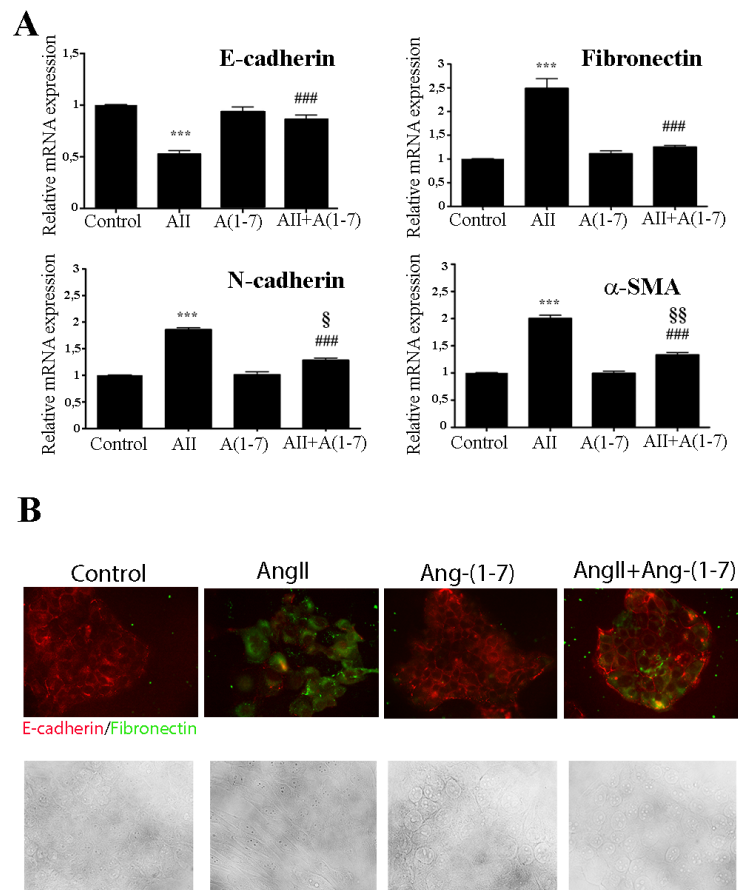 A
E-cadherin
Relative mRNA expression
1,5
1
0,5
0
***
###
Control AII A(1-7) AII+A(1-7)
Fibronectin
Relative mRNA expression
3
2,5
2
1,5
1
0,5
0
***
###
Control AII A(1-7) AII+A(1-7)
N-cadherin
Relative mRNA expression
3
2,5
2
1,5
1
0,5
0
***
§
###
Control AII A(1-7) AII+A(1-7)
α-SMA
Relative mRNA expression
3
2,5
2
1,5
1
0,5
0
***
§§
###
Control AII A(1-7) AII+A(1-7)
B
Control AngII Ang-(1-7) AngII+Ang-(1-7)
E-cadherin/Fibronectin